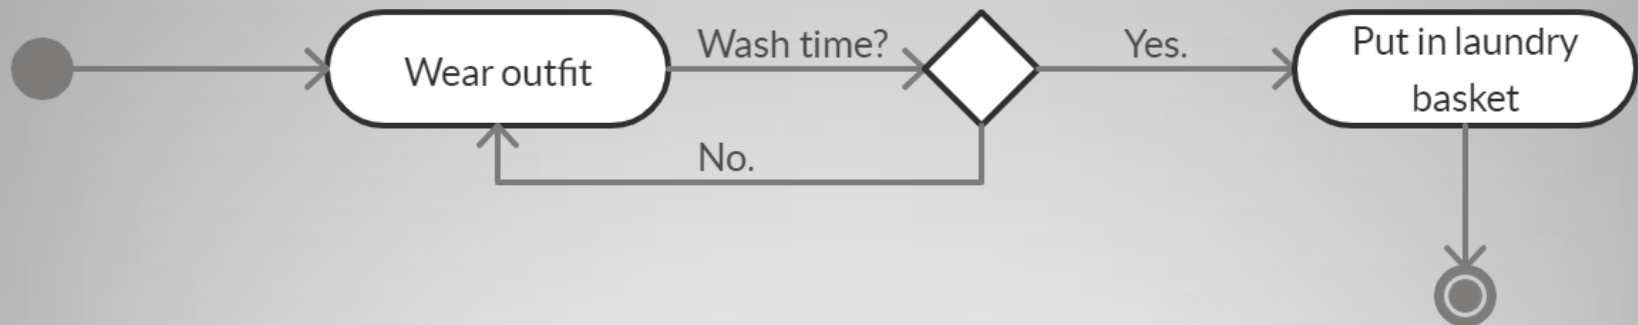 Wear outfit
Wash time?
Yes.
Put in laundry
basket
No.